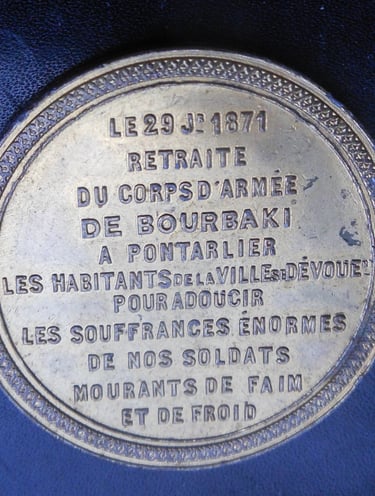 LE 29 Jr 1871
RETRAITE
DU CORPS D'ARMÉE
DE BOURBAKI
A PONTARLIER
LES HABITANTS DE LA VILLE SE DÉVOUENT
POUR ADOUCIR
LES SOUFFRANCES ÉNORMES
DE NOS SOLDATS
MOURANTS DE FAIM
ET DE FROID